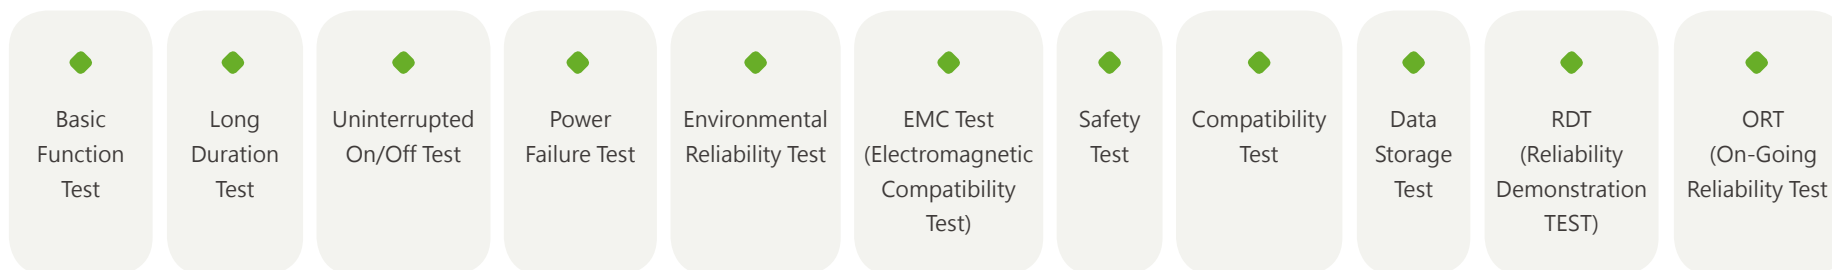 Basic
Function
Test
Long
Duration
Test
Uninterrupted
On/Off Test
Power
Failure Test
Environmental
Reliability Test
EMC Test
(Electromagnetic
Compatibility
Test)
Safety
Test
Compatibility
Test
Data
Storage
Test
RDT
(Reliability
Demonstration
TEST)
ORT
(On-Going
Reliability Test